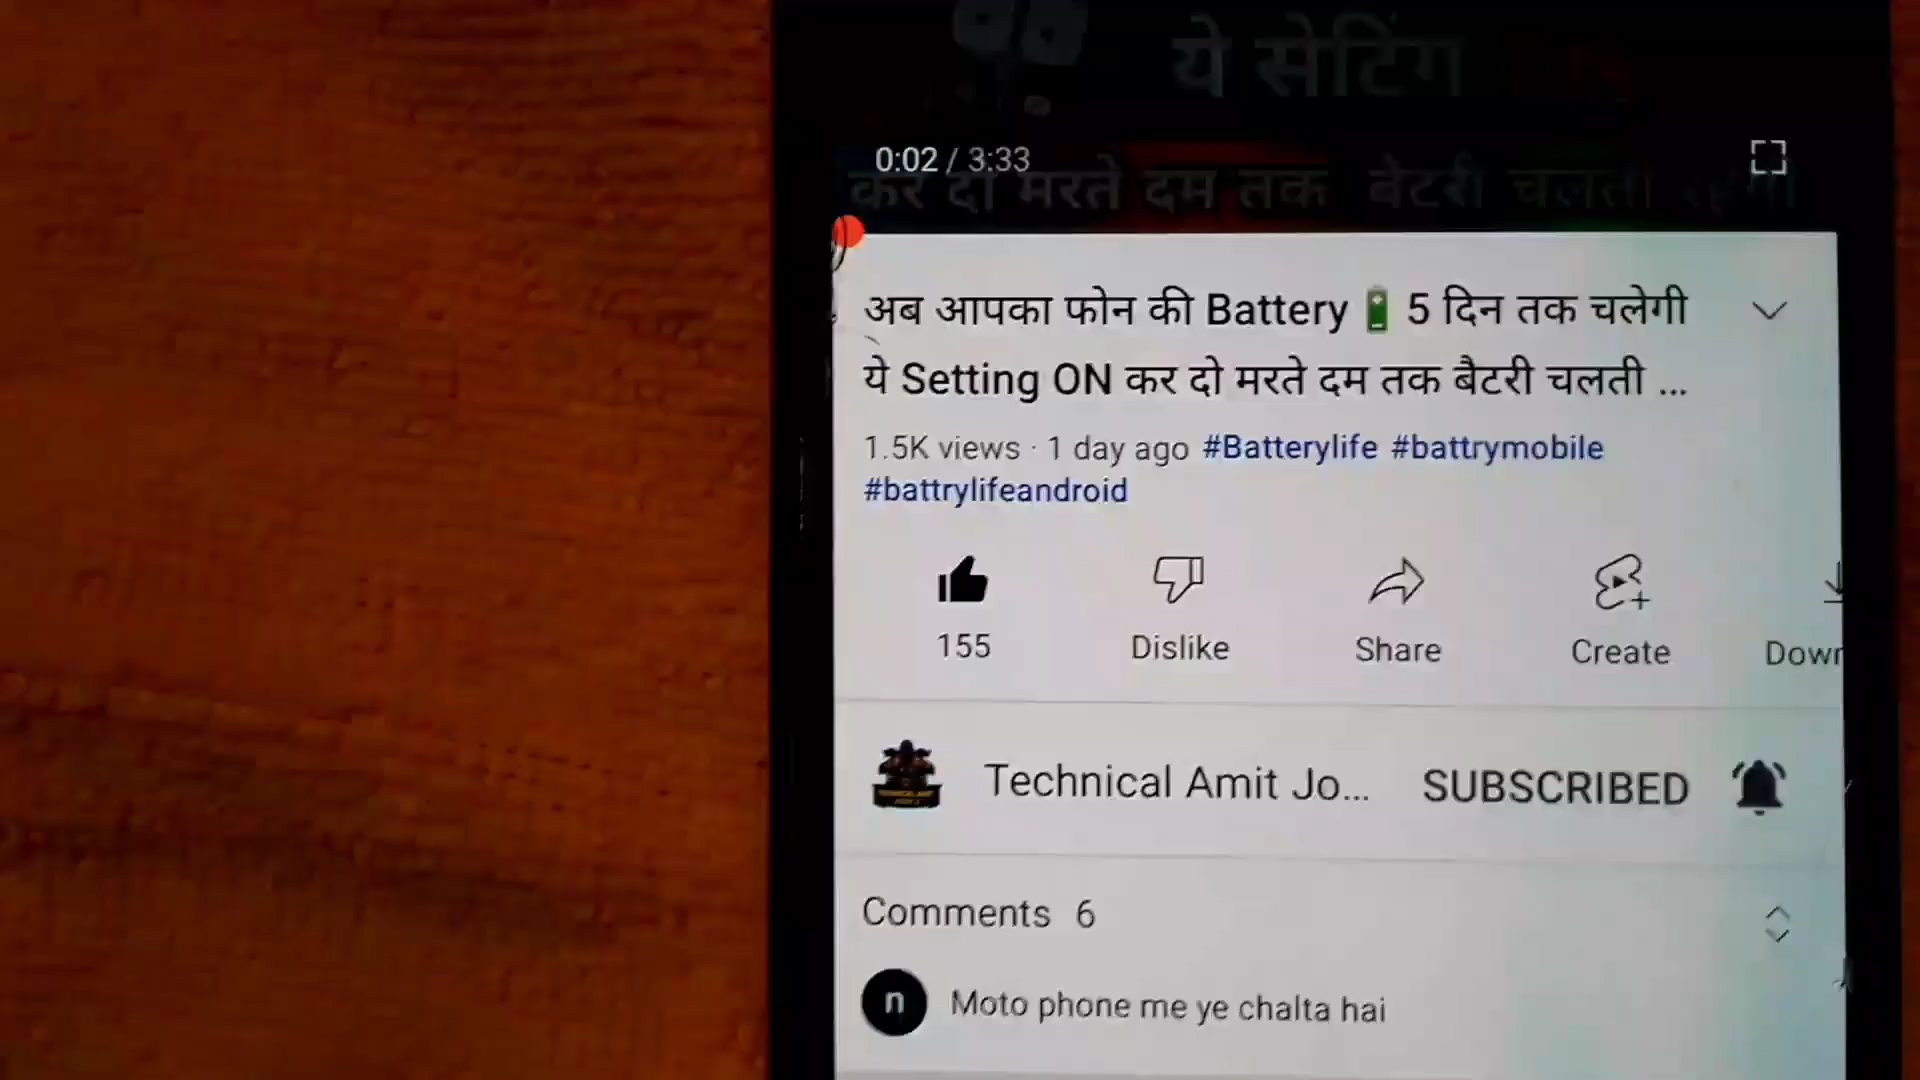 ये सेटिंग
0:02 / 3:33
कर दो मरते दम तक बेटरी चलती रहेगी
अब आपका फोन की Battery 🔋 5 दिन तक चलेगी
ये Setting ON कर दो मरते दम तक बैटरी चलती ...
1.5K views · 1 day ago #Batterylife #battrymobile
#battrylifeandroid
155 Dislike Share Create Down
Technical Amit Jo... SUBSCRIBED
Comments 6
n Moto phone me ye chalta hai